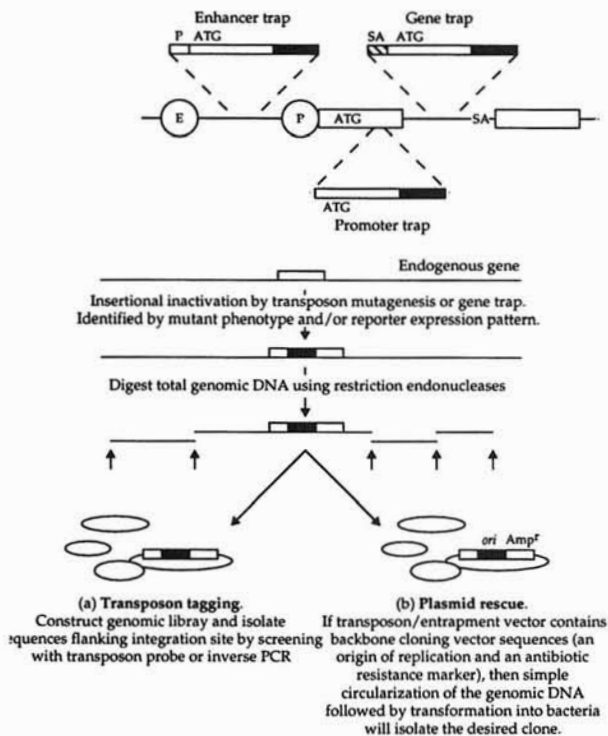 Enhancer trap
Gene trap
P ATG
SA ATG
E
P
ATG
SA
ATG
Promoter trap
Endogenous gene
Insertional inactivation by transposon mutagenesis or gene trap.
Identified by mutant phenotype and/or reporter expression pattern.
Digest total genomic DNA using restriction endonucleases
ori Ampr
(a) Transposon tagging.
Construct genomic libray and isolate
equences flanking integration site by screening
with transposon probe or inverse PCR
(b) Plasmid rescue.
If transposon/entrapment vector contains
backbone cloning vector sequences (an
origin of replication and an antibiotic
resistance marker), then simple
circularization of the genomic DNA
followed by transformation into bacteria
will isolate the desired clone.